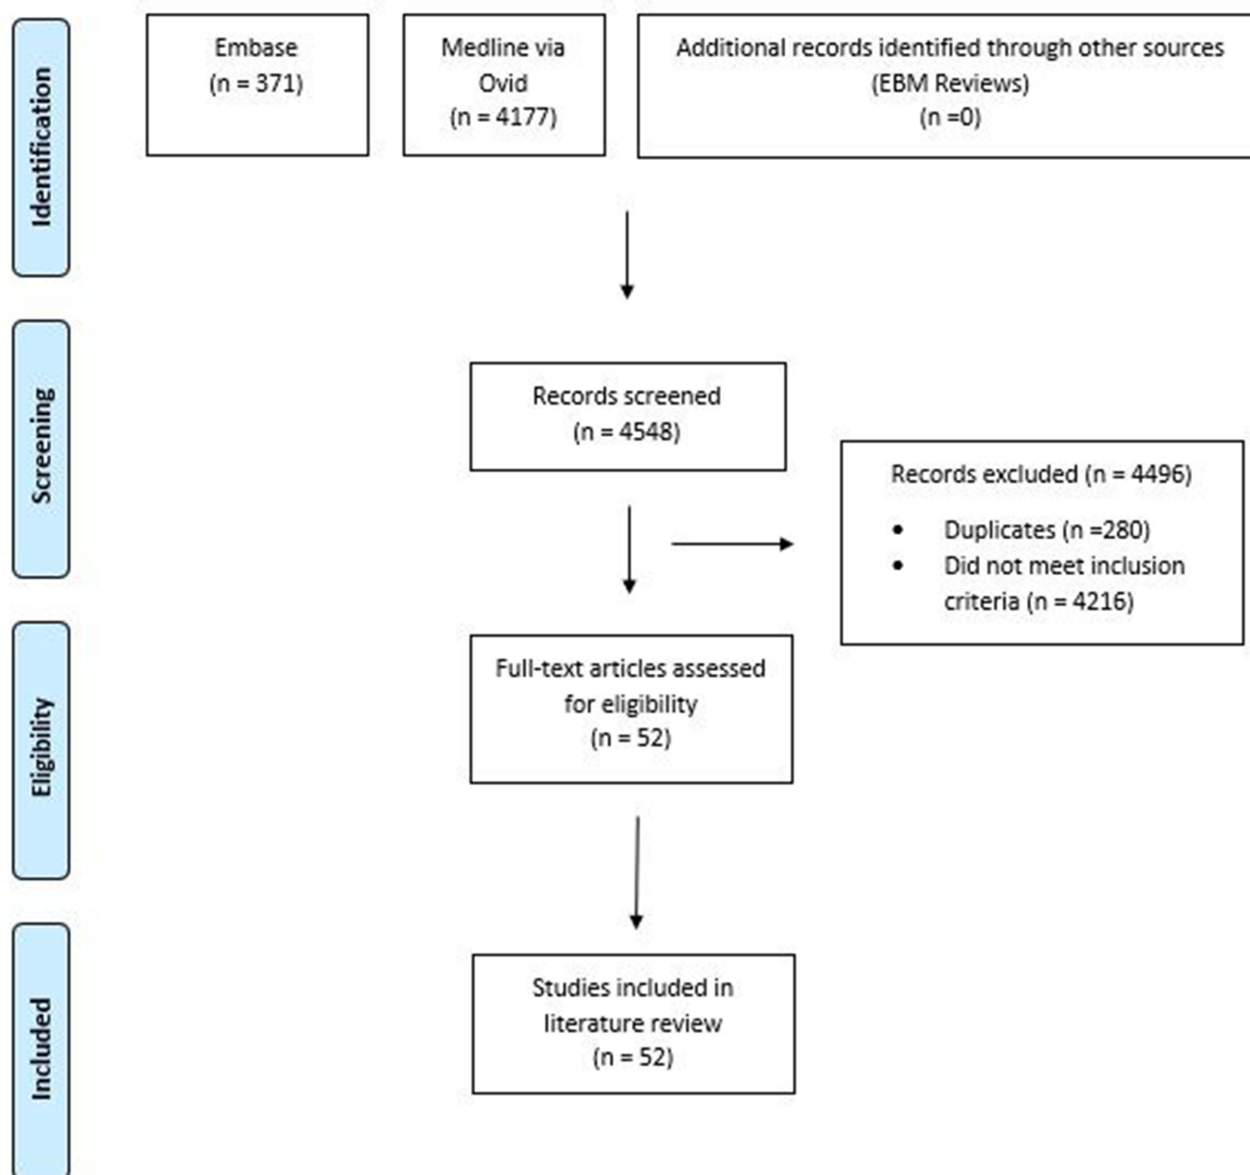 Identification
Embase
(n = 371)
Medline via
Ovid
(n = 4177)
Additional records identified through other sources
(EBM Reviews)
(n =0)
Screening
Records screened
(n = 4548)
Records excluded (n = 4496)
• Duplicates (n =280)
• Did not meet inclusion
criteria (n = 4216)
Eligibility
Full-text articles assessed
for eligibility
(n = 52)
Included
Studies included in
literature review
(n = 52)